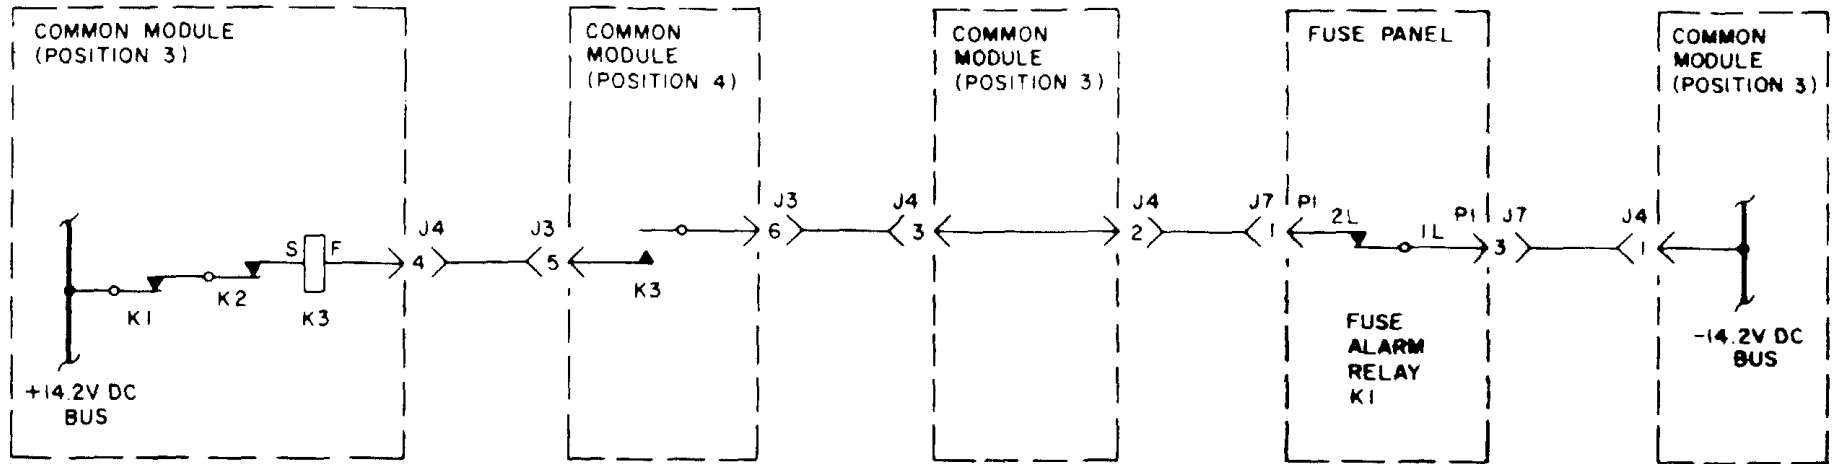 COMMON MODULE
(POSITION 3)
+14.2V DC
BUS
K1
K2
S
F
K3
J4
4
J3
5
COMMON
MODULE
(POSITION 4)
K3
J3
6
J4
3
COMMON
MODULE
(POSITION 3)
J4
2
J7
1
FUSE PANEL
P1
2L
1L
P1
FUSE
ALARM
RELAY
K1
J7
3
J4
1
COMMON
MODULE
(POSITION 3)
-14.2V DC
BUS